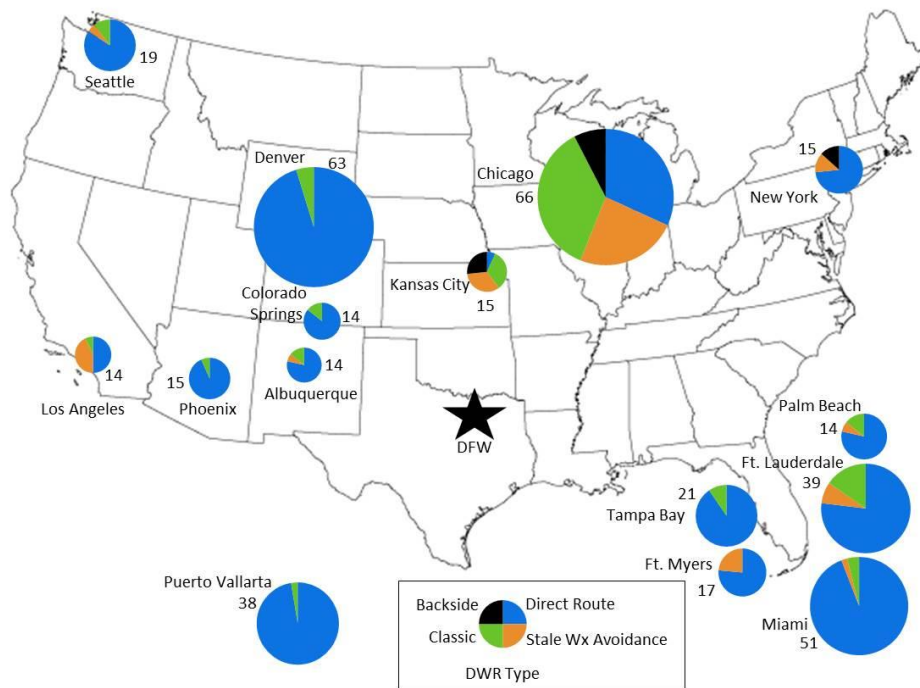 19
Seattle
Denver
63
Chicago
66
15
New York
Kansas City
15
Colorado
Springs
14
14
Los Angeles
15
Phoenix
14
Albuquerque
DFW
Palm Beach
14
Ft. Lauderdale
39
21
Tampa Bay
Ft. Myers
17
Miami
51
Puerto Vallarta
38
Backside
Direct Route
Classic
Stale Wx Avoidance
DWR Type